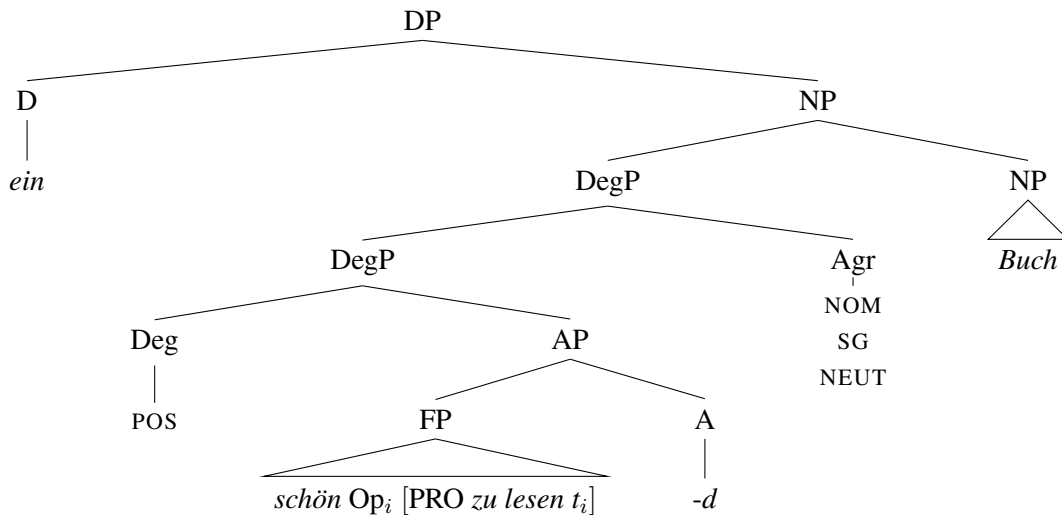 DP
D NP
ein DegP NP
DegP Agr Buch
Deg AP NOM
SG
POS FP A NEUT
schön Opi [PRO zu lesen ti] -d